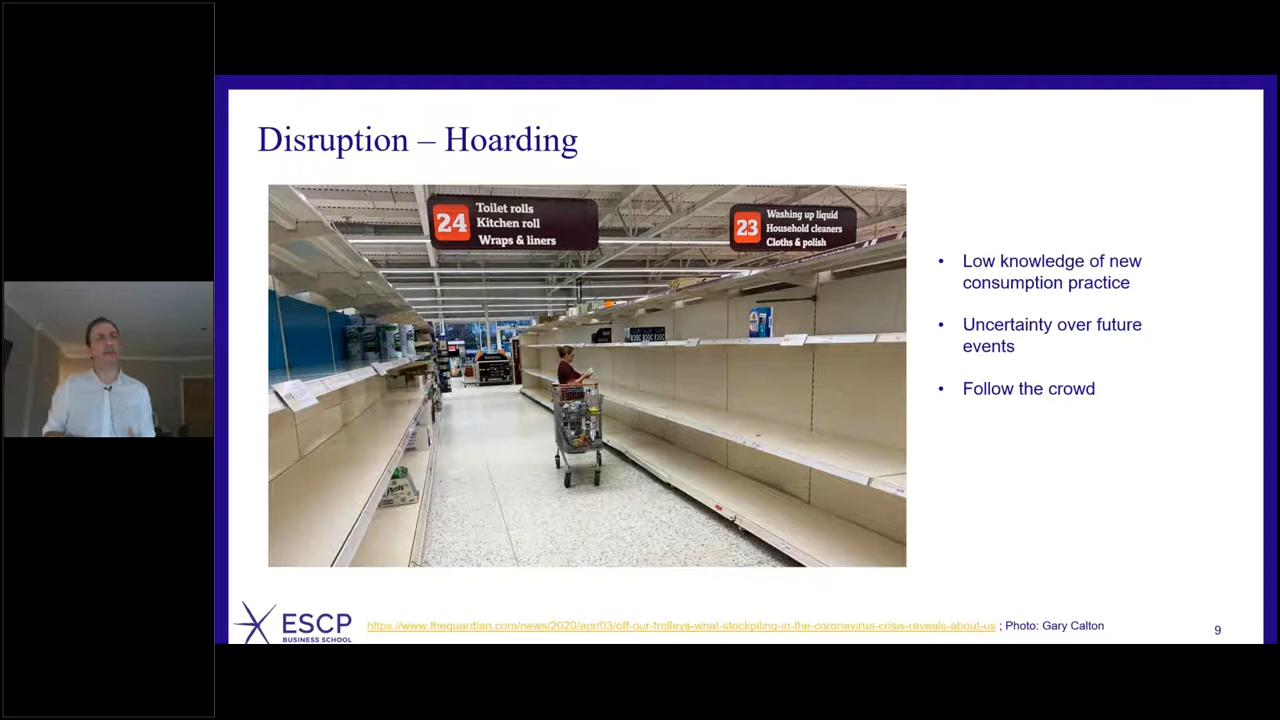 Disruption – Hoarding
24
Toilet rolls
Kitchen roll
Wraps & liners
23
Washing up liquid
Household cleaners
Cloths & polish
Plenty
• Low knowledge of new
consumption practice
• Uncertainty over future
events
• Follow the crowd
ESCP
BUSINESS SCHOOL
https://www.theguardian.com/news/2020/apr/03/off-our-trolleys-what-stockpiling-in-the-coronavirus-crisis-reveals-about-us ; Photo: Gary Calton
9